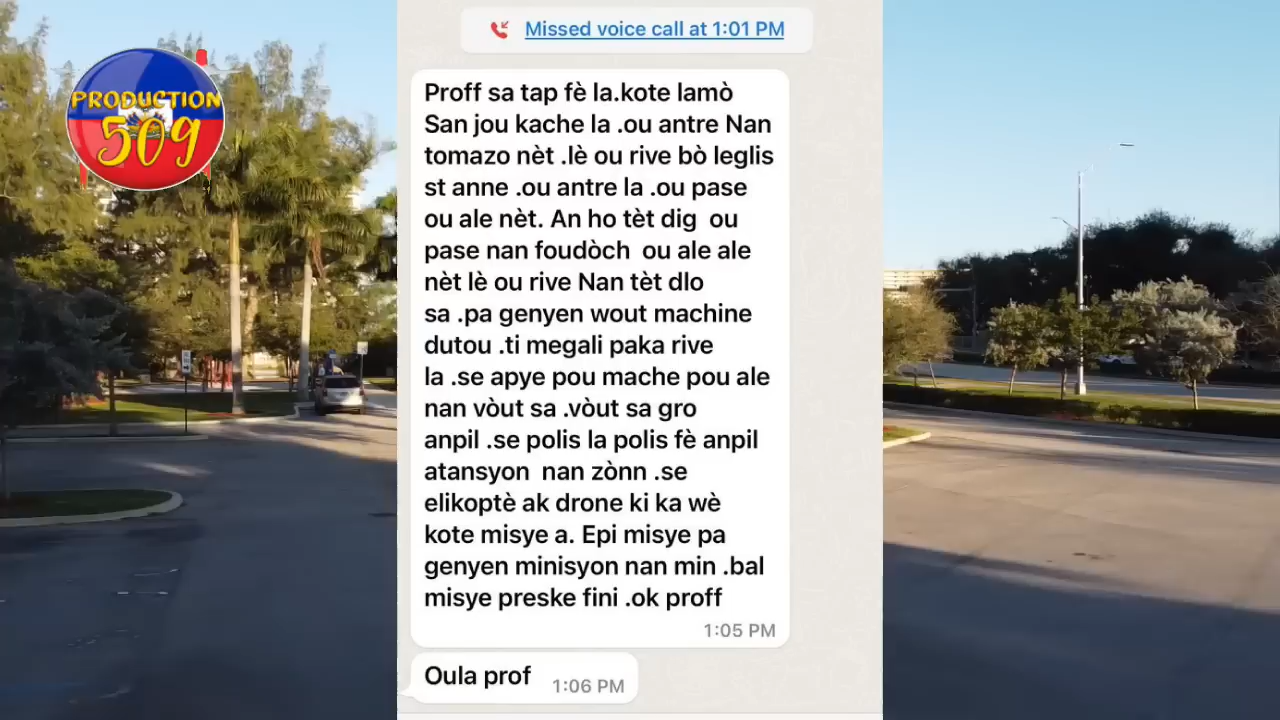 PRODUCTION
509
Missed voice call at 1:01 PM
Proff sa tap fè la.kote lamò
San jou kache la .ou antre Nan
tomazo nèt .lè ou rive bò leglis
st anne .ou antre la .ou pase
ou ale nèt. An ho tèt dig  ou
pase nan foudòch  ou ale ale
nèt lè ou rive Nan tèt dlo
sa .pa genyen wout machine
dutou .ti megali paka rive
la .se apye pou mache pou ale
nan vòut sa .vòut sa gro
anpil .se polis la polis fè anpil
atansyon  nan zònn .se
elikoptè ak drone ki ka wè
kote misye a. Epi misye pa
genyen minisyon nan min .bal
misye preske fini .ok proff
1:05 PM
Oula prof
1:06 PM